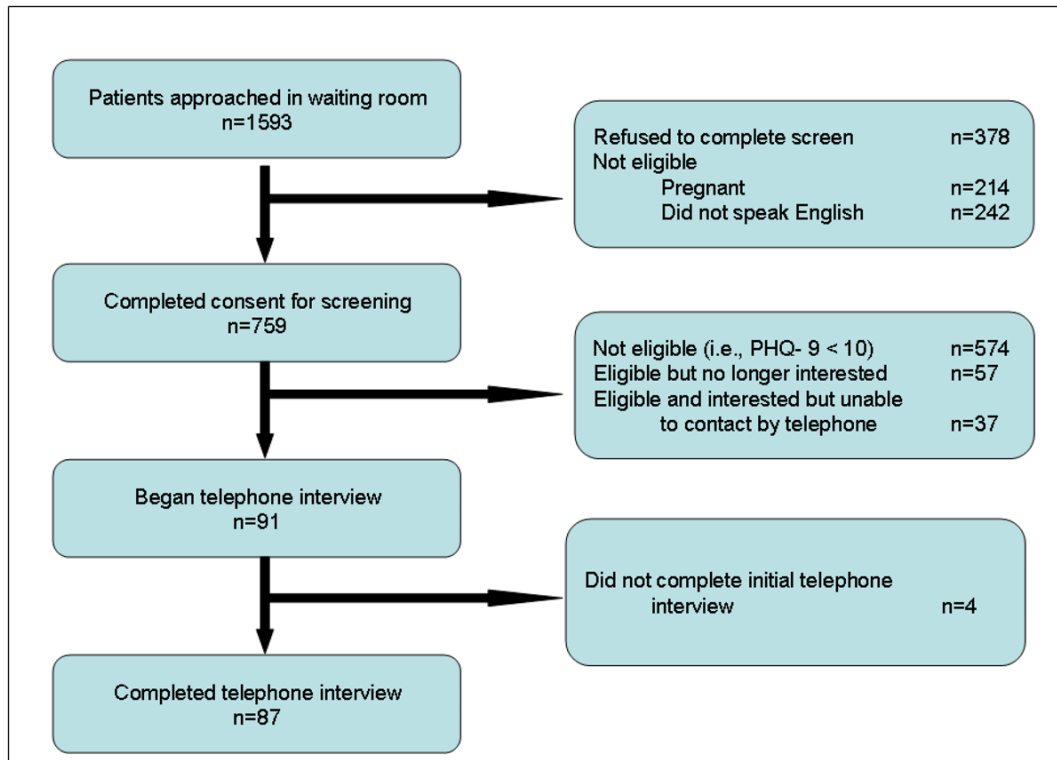 Patients approached in waiting room
n=1593
Refused to complete screen n=378
Not eligible
Pregnant n=214
Did not speak English n=242
Completed consent for screening
n=759
Not eligible (i.e., PHQ- 9 < 10) n=574
Eligible but no longer interested n=57
Eligible and interested but unable
to contact by telephone n=37
Began telephone interview
n=91
Did not complete initial telephone
interview n=4
Completed telephone interview
n=87